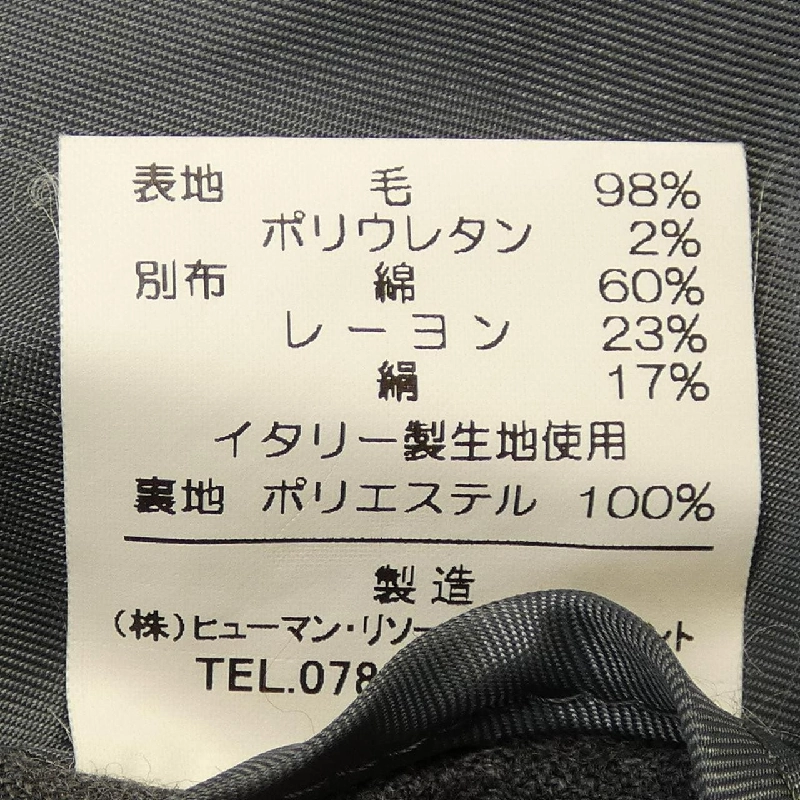 表地 毛 98%
ポリウレタン 2%
別布 綿 60%
レーヨン 23%
絹 17%
イタリー製生地使用
裏地 ポリエステル 100%
製造
(株)ヒューマン・リソー
TEL.078